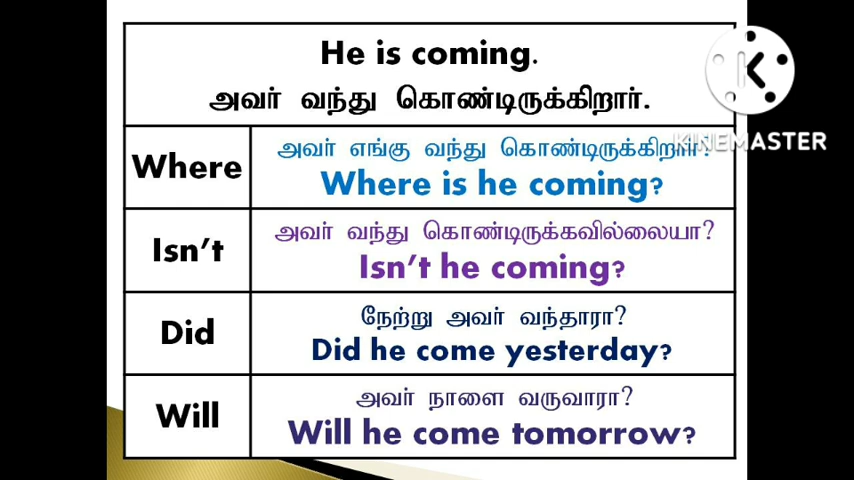 He is coming.
அவர் வந்து கொண்டிருக்கிறார்.
KINEMASTER
Where
அவர் எங்கு வந்து கொண்டிருக்கிறார்?
Where is he coming?
Isn't
அவர் வந்து கொண்டிருக்கவில்லையா?
Isn't he coming?
Did
நேற்று அவர் வந்தாரா?
Did he come yesterday?
Will
அவர் நாளை வருவாரா?
Will he come tomorrow?